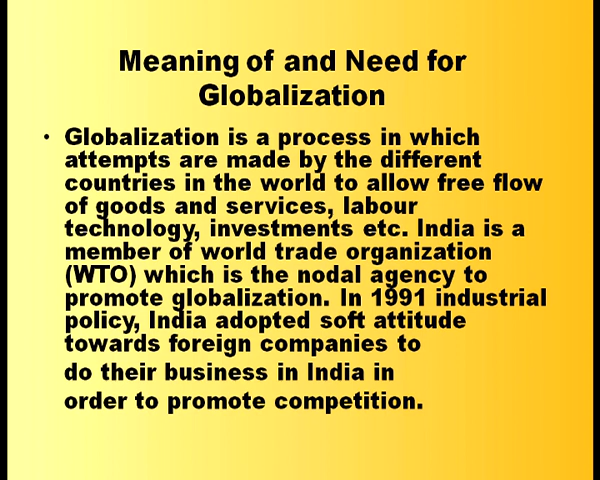 Meaning of and Need for
Globalization
• Globalization is a process in which
attempts are made by the different
countries in the world to allow free flow
of goods and services, labour
technology, investments etc. India is a
member of world trade organization
(WTO) which is the nodal agency to
promote globalization. In 1991 industrial
policy, India adopted soft attitude
towards foreign companies to
do their business in India in
order to promote competition.